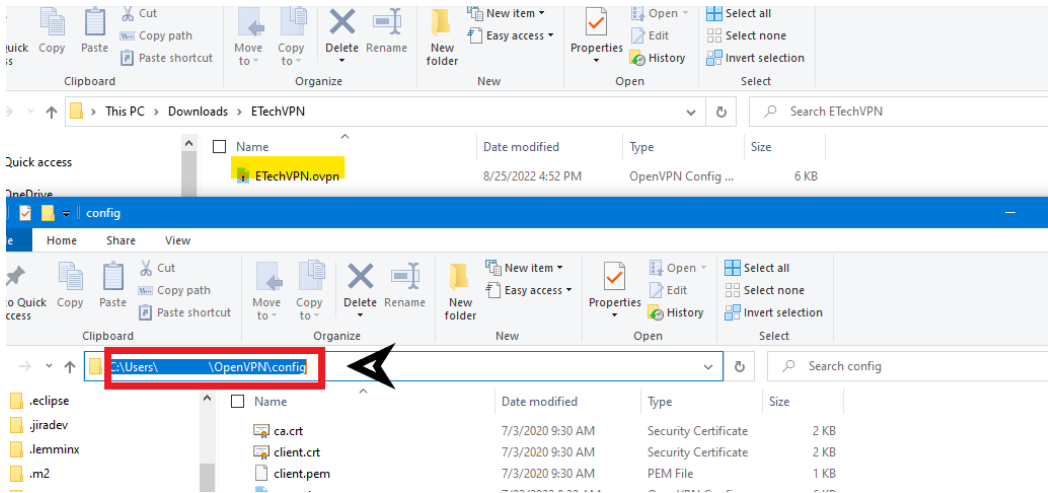 Cut
Copy path
Paste shortcut
Copy
Paste
Clipboard
Move to
Copy to
Delete
Rename
Organize
New folder
New item
Easy access
New
Properties
Open
Edit
History
Open
Select all
Select none
Invert selection
Select
This PC > Downloads > ETechVPN
Search ETechVPN
Quick access
OneDrive
Name Date modified Type Size
ETechVPN.ovpn 8/25/2022 4:52 PM OpenVPN Config ... 6 KB
config
Home Share View
Cut
Copy path
Paste shortcut
Copy
Paste
Clipboard
Move to
Copy to
Delete
Rename
Organize
New folder
New item
Easy access
New
Properties
Open
Edit
History
Open
Select all
Select none
Invert selection
Select
C:\Users\ \OpenVPN\config
Search config
.eclipse
.jiradev
.lemminx
.m2
Name Date modified Type Size
ca.crt 7/3/2020 9:30 AM Security Certificate 2 KB
client.crt 7/3/2020 9:30 AM Security Certificate 2 KB
client.pem 7/3/2020 9:30 AM PEM File 1 KB